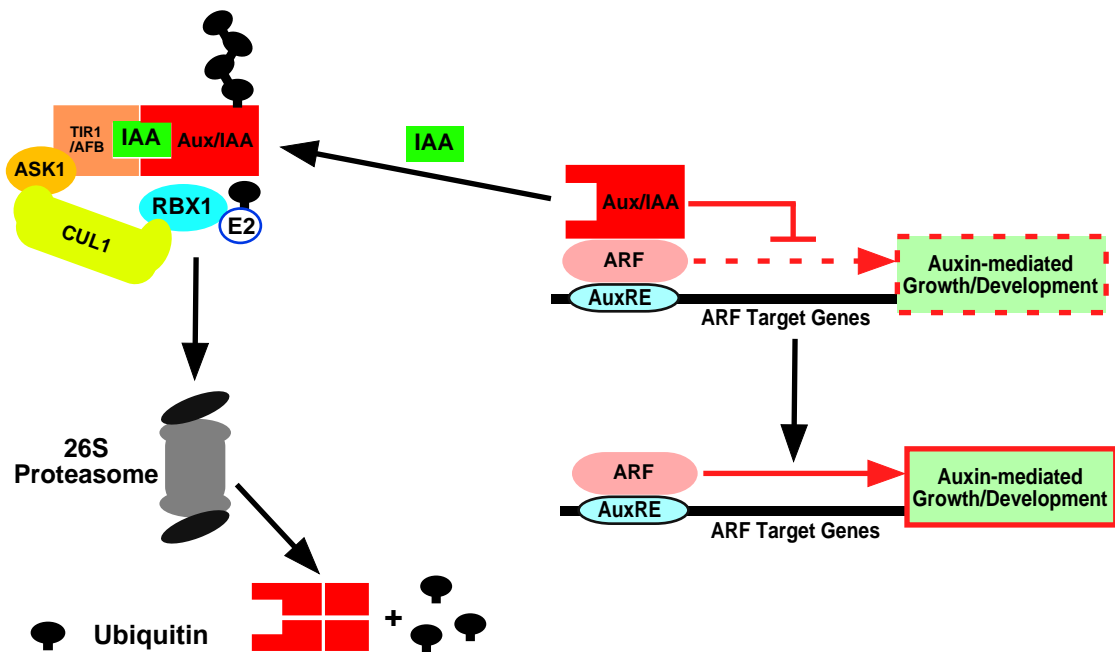 TIR1
/AFB
IAA
Aux/IAA
ASK1
CUL1
RBX1
E2
IAA
Aux/IAA
ARF
AuxRE
ARF Target Genes
Auxin-mediated
Growth/Development
26S
Proteasome
ARF
AuxRE
ARF Target Genes
Auxin-mediated
Growth/Development
+
Ubiquitin